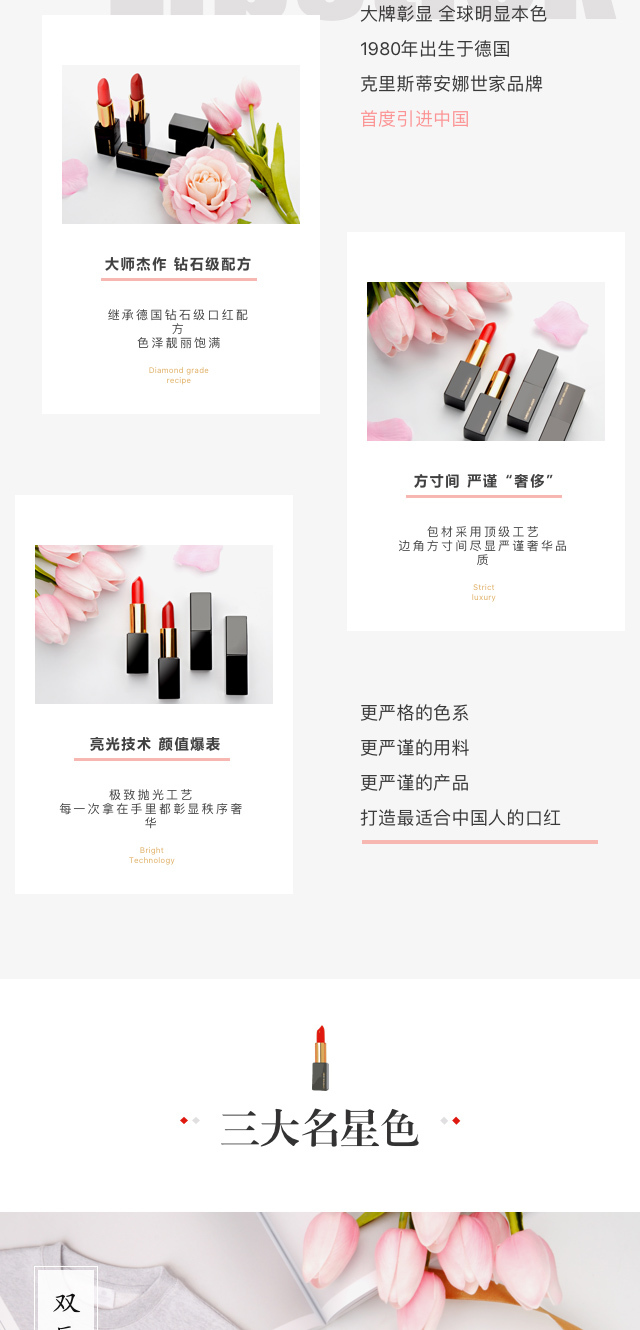 大牌彰显 全球明显本色
1980年出生于德国
克里斯蒂安娜世家品牌
首度引进中国
大师杰作 钻石级配方
继承德国钻石级口红配
方
色泽靓丽饱满
Diamond grade
recipe
方寸间 严谨“奢侈”
包材采用顶级工艺
边角方寸间尽显严谨奢华品
质
Strict
luxury
亮光技术 颜值爆表
极致抛光工艺
每一次拿在手里都彰显秩序奢
华
Bright
Technology
更严格的色系
更严谨的用料
更严谨的产品
打造最适合中国人的口红
三大名星色
双